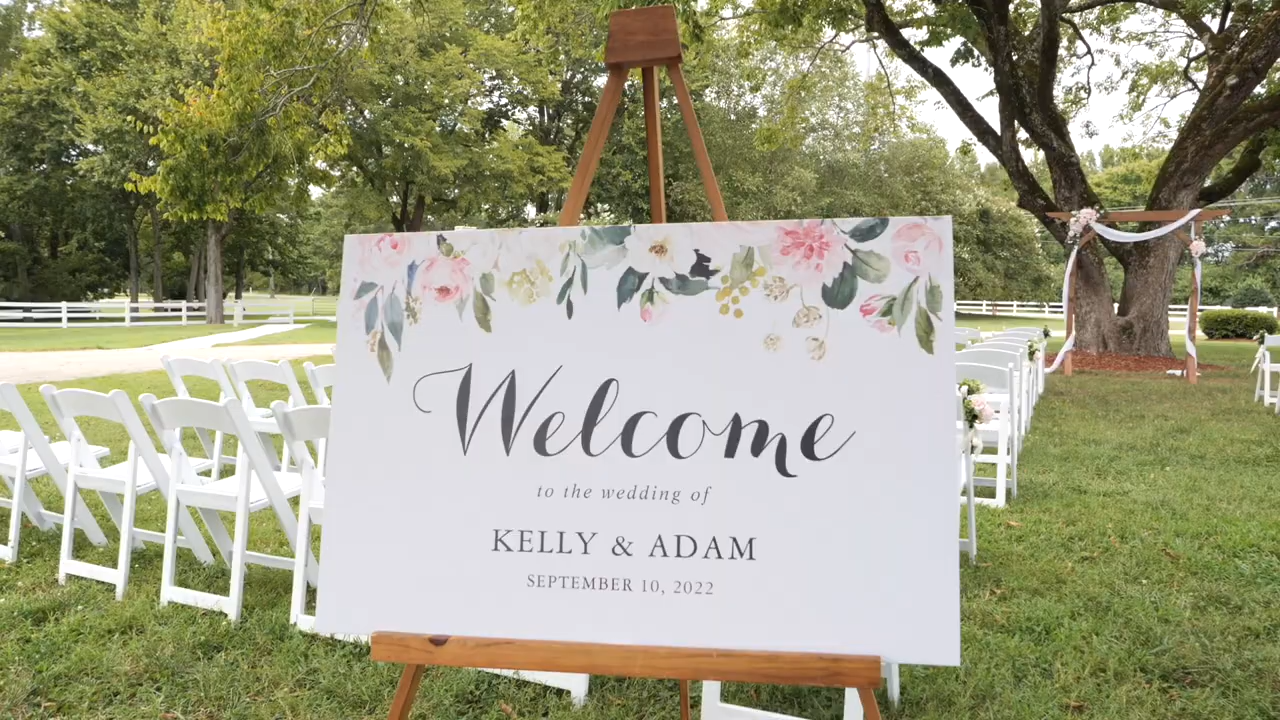 Welcome
to the wedding of
KELLY & ADAM
SEPTEMBER 10, 2022